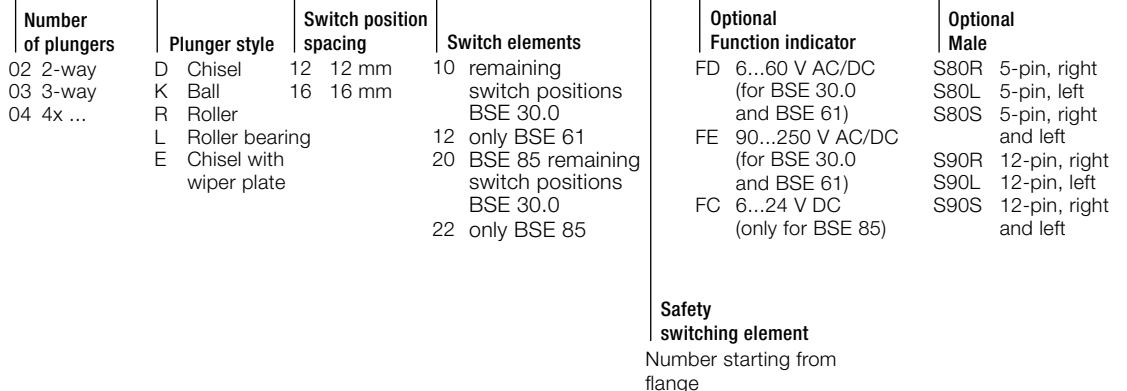 Number
of plungers
02 2-way
03 3-way
04 4x ...
Plunger style
D Chisel
K Ball
R Roller
L Roller bearing
E Chisel with
wiper plate
Switch position
spacing
12 12 mm
16 16 mm
Switch elements
10 remaining
switch positions
BSE 30.0
12 only BSE 61
20 BSE 85 remaining
switch positions
BSE 30.0
22 only BSE 85
Optional
Function indicator
FD 6...60 V AC/DC
(for BSE 30.0
and BSE 61)
FE 90...250 V AC/DC
(for BSE 30.0
and BSE 61)
FC 6...24 V DC
(only for BSE 85)
Optional
Male
S80R 5-pin, right
S80L 5-pin, left
S80S 5-pin, right
and left
S90R 12-pin, right
S90L 12-pin, left
S90S 12-pin, right
and left
Safety
switching element
Number starting from
flange